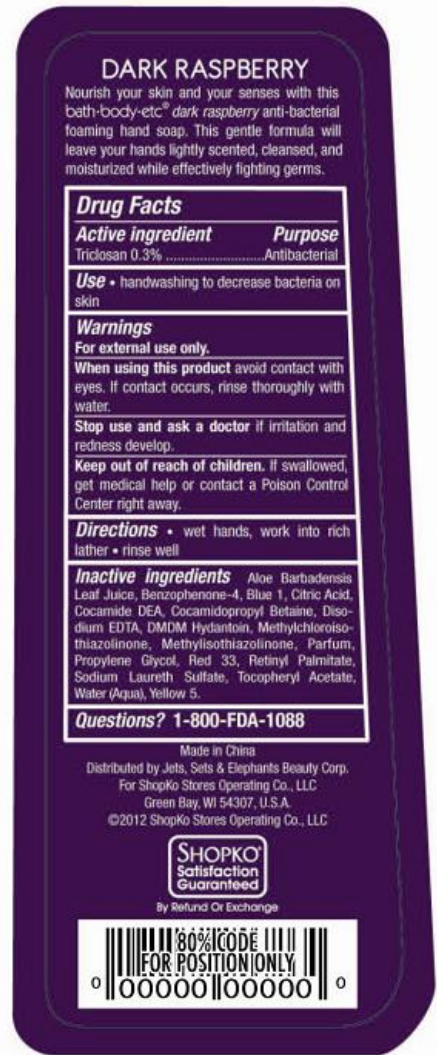 DARK RASPBERRY
Nourish your skin and your senses with this
bath-body-etc® dark raspberry anti-bacterial
foaming hand soap. This gentle formula will
leave your hands lightly scented, cleansed, and
moisturized while effectively fighting germs.
Drug Facts
Active ingredient Purpose
Triclosan 0.3% ..........................Antibacterial
Use • handwashing to decrease bacteria on
skin
Warnings
For external use only.
When using this product avoid contact with
eyes. If contact occurs, rinse thoroughly with
water.
Stop use and ask a doctor if irritation and
redness develop.
Keep out of reach of children. If swallowed,
get medical help or contact a Poison Control
Center right away.
Directions • wet hands, work into rich
lather • rinse well
Inactive ingredients Aloe Barbadensis
Leaf Juice, Benzophenone-4, Blue 1, Citric Acid,
Cocamide DEA, Cocamidopropyl Betaine, Diso-
dium EDTA, DMDM Hydantoin, Methylchloroiso-
thiazolinone, Methylisothiazolinone, Parfum,
Propylene Glycol, Red 33, Retinyl Palmitate,
Sodium Laureth Sulfate, Tocopheryl Acetate,
Water (Aqua), Yellow 5.
Questions? 1-800-FDA-1088
Made in China
Distributed by Jets, Sets & Elephants Beauty Corp.
For ShopKo Stores Operating Co., LLC
Green Bay, WI 54307, U.S.A.
©2012 ShopKo Stores Operating Co., LLC
SHOPKO®
Satisfaction
Guaranteed
By Refund Or Exchange
80% CODE
FOR POSITION ONLY
0 00000 00000 0